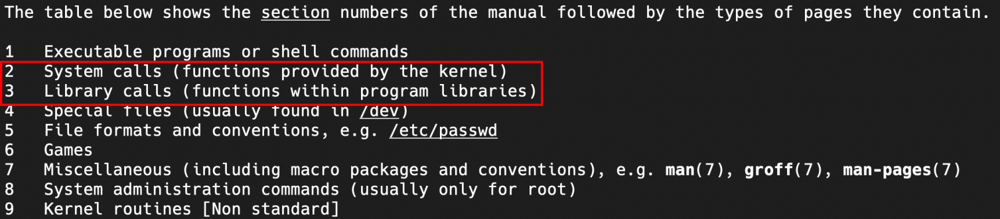 The table below shows the section numbers of the manual followed by the types of pages they contain.
1 Executable programs or shell commands
2 System calls (functions provided by the kernel)
3 Library calls (functions within program libraries)
4 Special files (usually found in /dev)
5 File formats and conventions, e.g. /etc/passwd
6 Games
7 Miscellaneous (including macro packages and conventions), e.g. man(7), groff(7), man-pages(7)
8 System administration commands (usually only for root)
9 Kernel routines [Non standard]